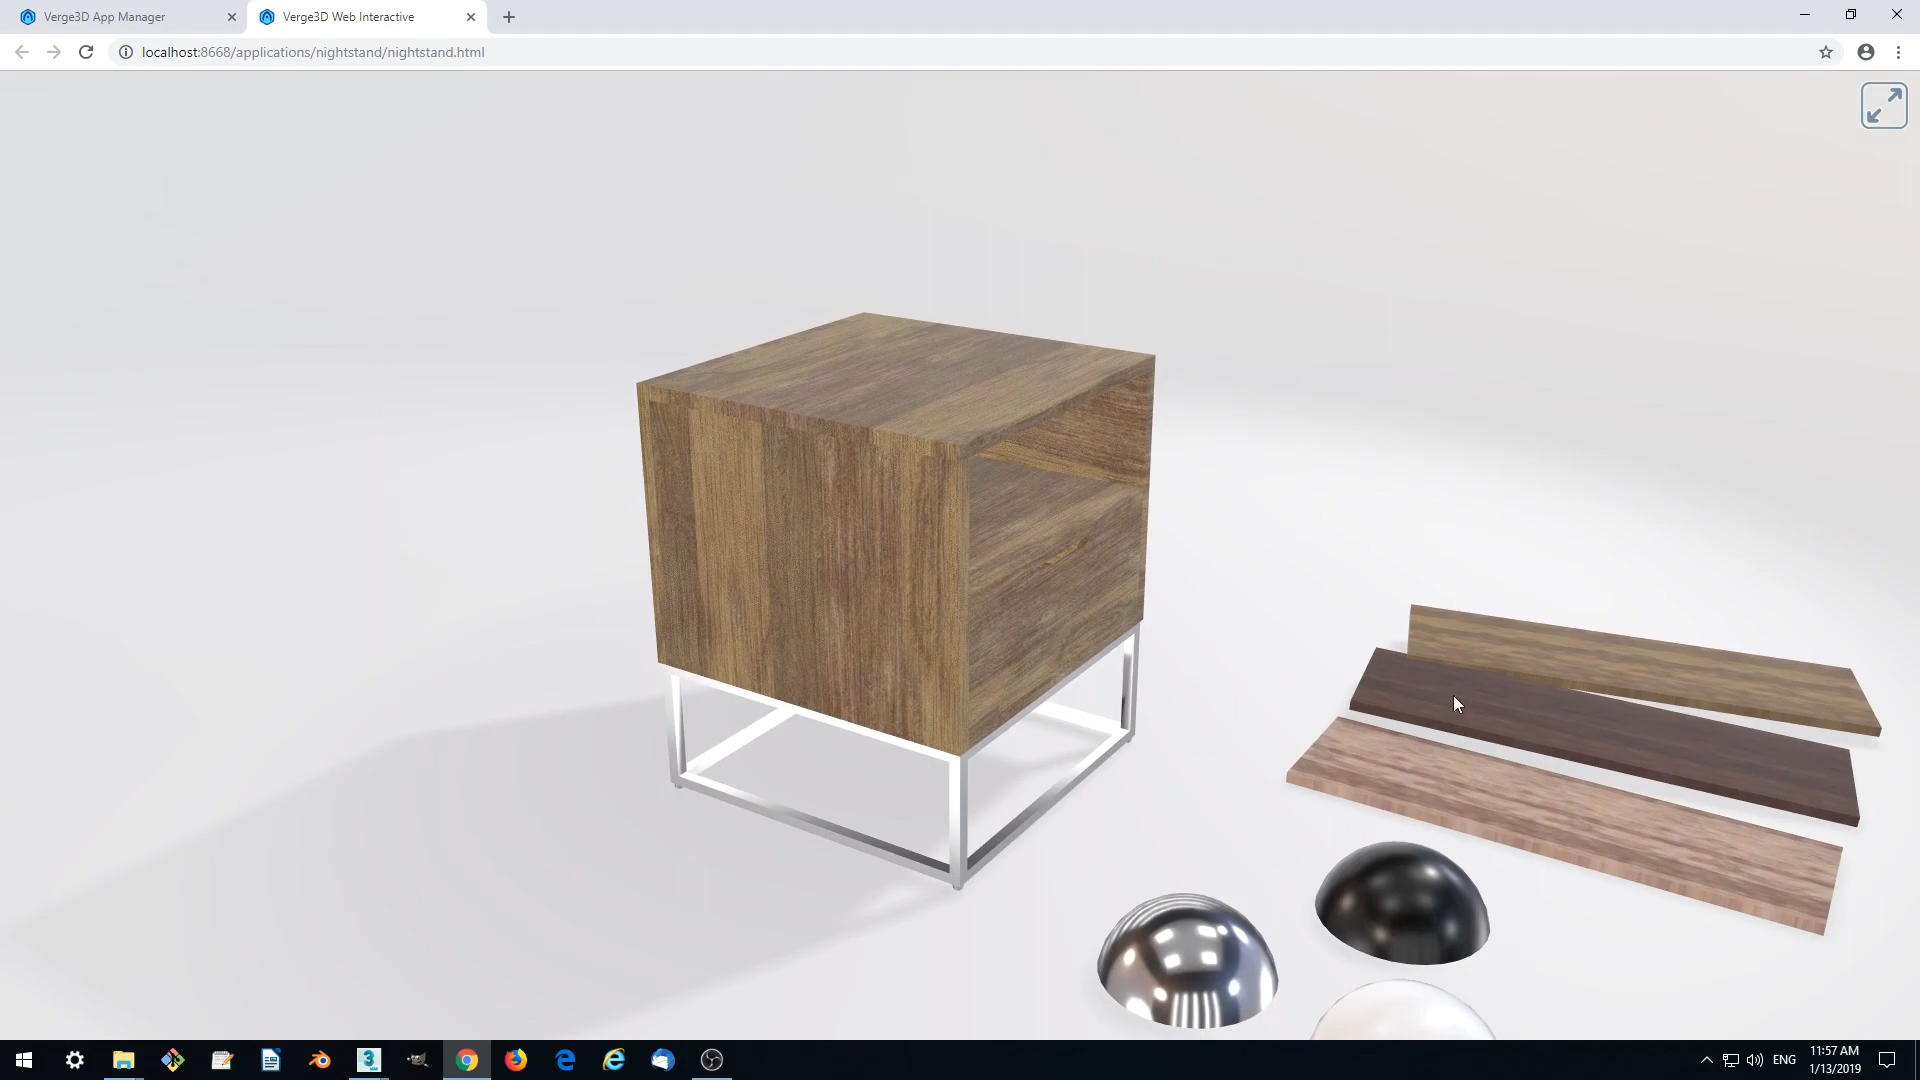 Verge3D App Manager
Verge3D Web Interactive
localhost:8668/applications/nightstand/nightstand.html
ENG
11:57 AM
1/13/2019